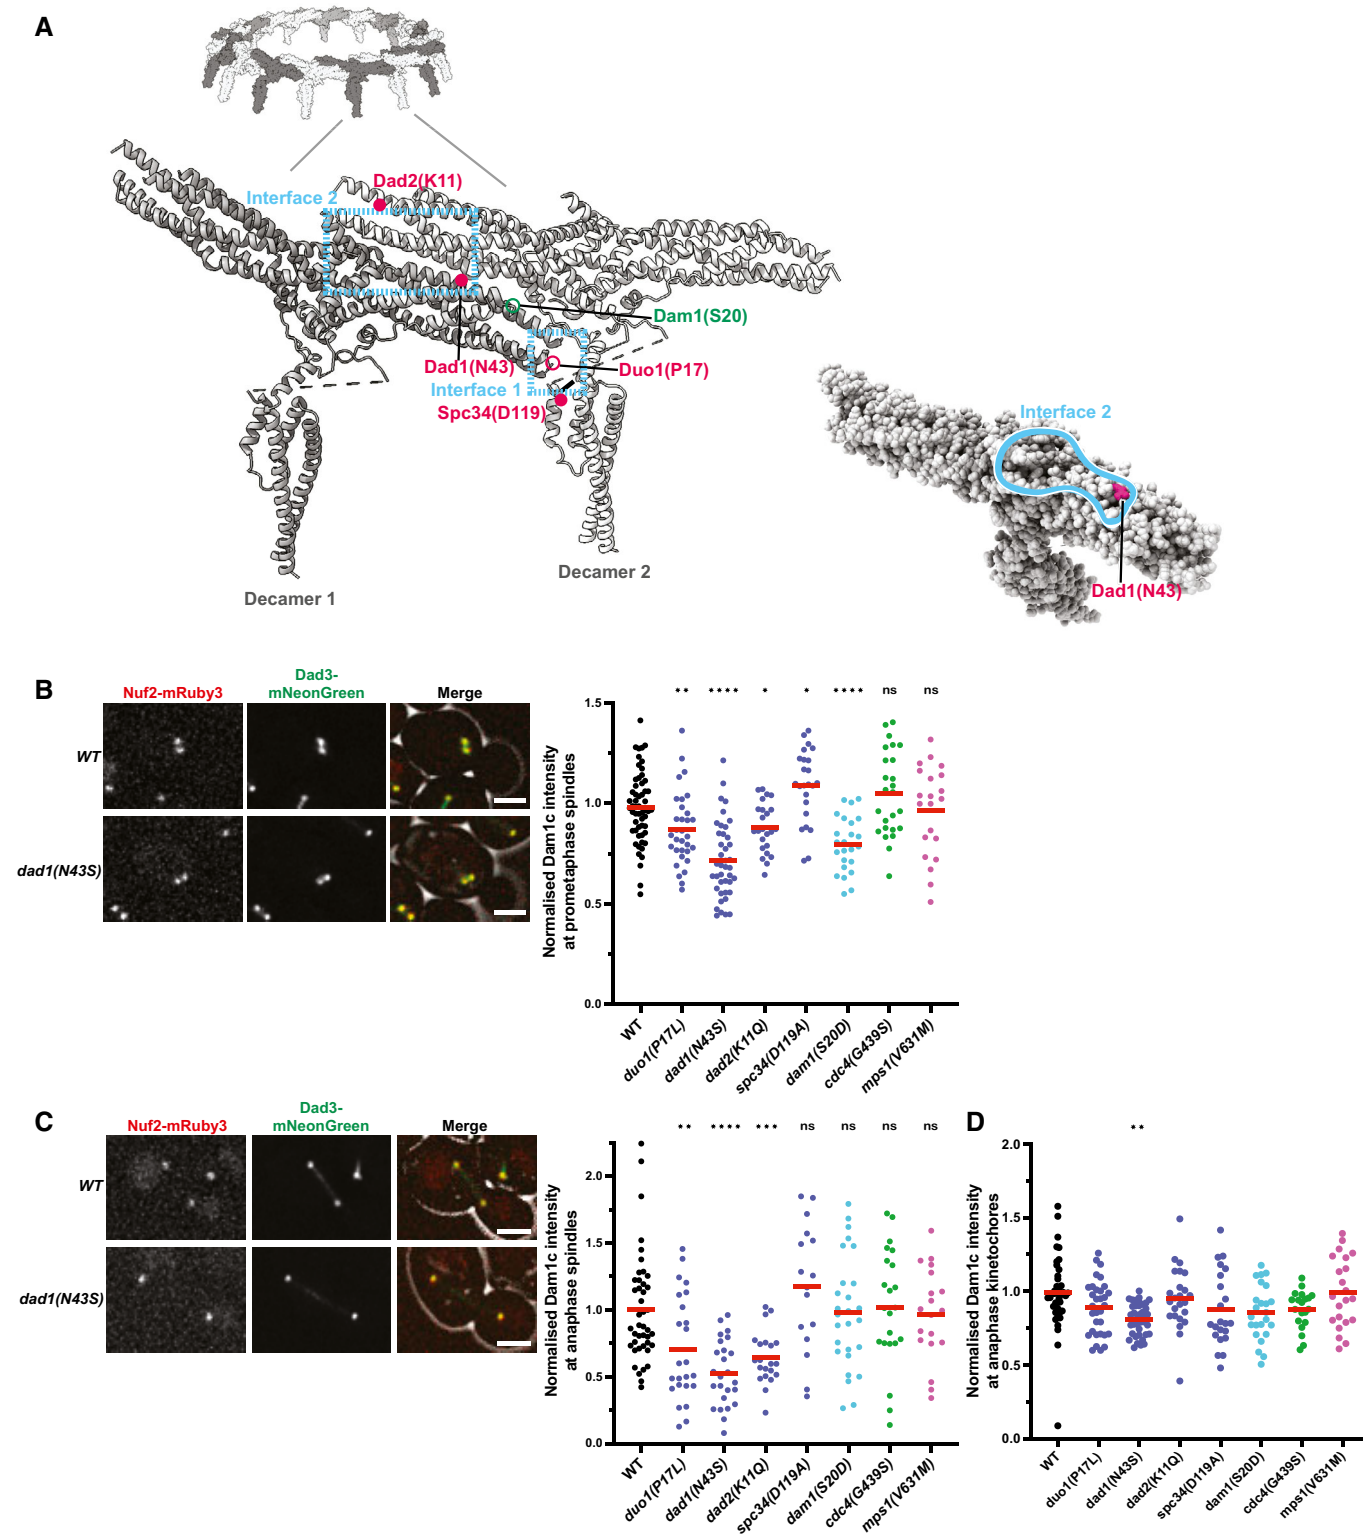 A
Interface 2
Dad2(K11)
Dam1(S20)
Dad1(N43)
Duo1(P17)
Interface 1
Spc34(D119)
Decamer 1
Decamer 2
Interface 2
Dad1(N43)
B
Nuf2-mRuby3
Dad3-
mNeonGreen
Merge
WT
dad1(N43S)
Normalised Dam1c intensity
at prometaphase spindles
1.5
1.0
0.5
0.0
** **** * * **** ns ns
WT
duo1(P17L)
dad1(N43S)
dad2(K11Q)
spc34(D119A)
dam1(S20D)
cdc4(G439S)
mps1(V631M)
C
Nuf2-mRuby3
Dad3-
mNeonGreen
Merge
WT
dad1(N43S)
Normalised Dam1c intensity
at anaphase spindles
2.0
1.5
1.0
0.5
0.0
** **** *** ns ns ns ns
WT
duo1(P17L)
dad1(N43S)
dad2(K11Q)
spc34(D119A)
dam1(S20D)
cdc4(G439S)
mps1(V631M)
D
Normalised Dam1c intensity
at anaphase kinetochores
2.0
1.5
1.0
0.5
0.0
**
WT
duo1(P17L)
dad1(N43S)
dad2(K11Q)
spc34(D119A)
dam1(S20D)
cdc4(G439S)
mps1(V631M)